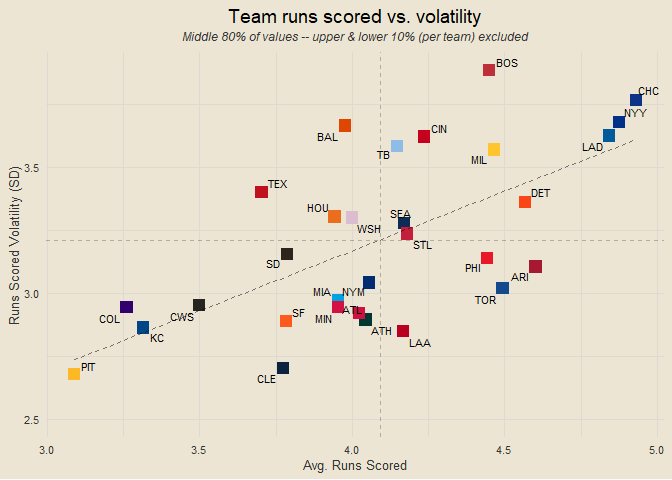 Team runs scored vs. volatility
Middle 80% of values -- upper & lower 10% (per team) excluded
BOS
CHC
NYY
CIN
BAL
LAD
TB
MIL
3.5
TEX
DET
HOU
SEA
WSH
STL
SD
PHI
ARI
3.0
MIA
NYM
TOR
COL
CWS
SF
MIN
ATL
ATH
KC
LAA
PIT
CLE
2.5
3.0
3.5
4.0
4.5
5.0
Avg. Runs Scored
Runs Scored Volatility (SD)